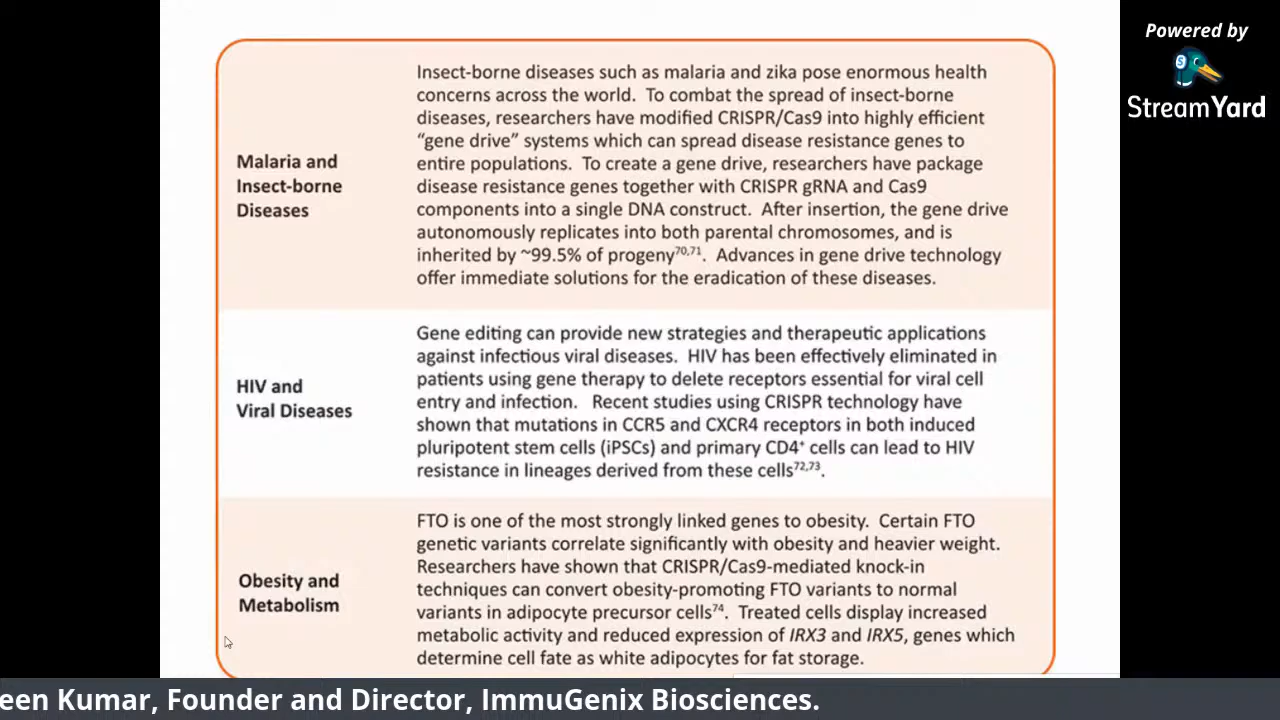 Powered by
StreamYard
Insect-borne diseases such as malaria and zika pose enormous health
concerns across the world. To combat the spread of insect-borne
diseases, researchers have modified CRISPR/Cas9 into highly efficient
“gene drive” systems which can spread disease resistance genes to
entire populations. To create a gene drive, researchers have package
disease resistance genes together with CRISPR gRNA and Cas9
components into a single DNA construct. After insertion, the gene drive
autonomously replicates into both parental chromosomes, and is
inherited by ~99.5% of progeny70,71. Advances in gene drive technology
offer immediate solutions for the eradication of these diseases.
Malaria and
Insect-borne
Diseases
Gene editing can provide new strategies and therapeutic applications
against infectious viral diseases. HIV has been effectively eliminated in
patients using gene therapy to delete receptors essential for viral cell
entry and infection. Recent studies using CRISPR technology have
shown that mutations in CCR5 and CXCR4 receptors in both induced
pluripotent stem cells (iPSCs) and primary CD4+ cells can lead to HIV
resistance in lineages derived from these cells72,73.
HIV and
Viral Diseases
FTO is one of the most strongly linked genes to obesity. Certain FTO
genetic variants correlate significantly with obesity and heavier weight.
Researchers have shown that CRISPR/Cas9-mediated knock-in
techniques can convert obesity-promoting FTO variants to normal
variants in adipocyte precursor cells74. Treated cells display increased
metabolic activity and reduced expression of IRX3 and IRX5, genes which
determine cell fate as white adipocytes for fat storage.
Obesity and
Metabolism
een Kumar, Founder and Director, ImmuGenix Biosciences.